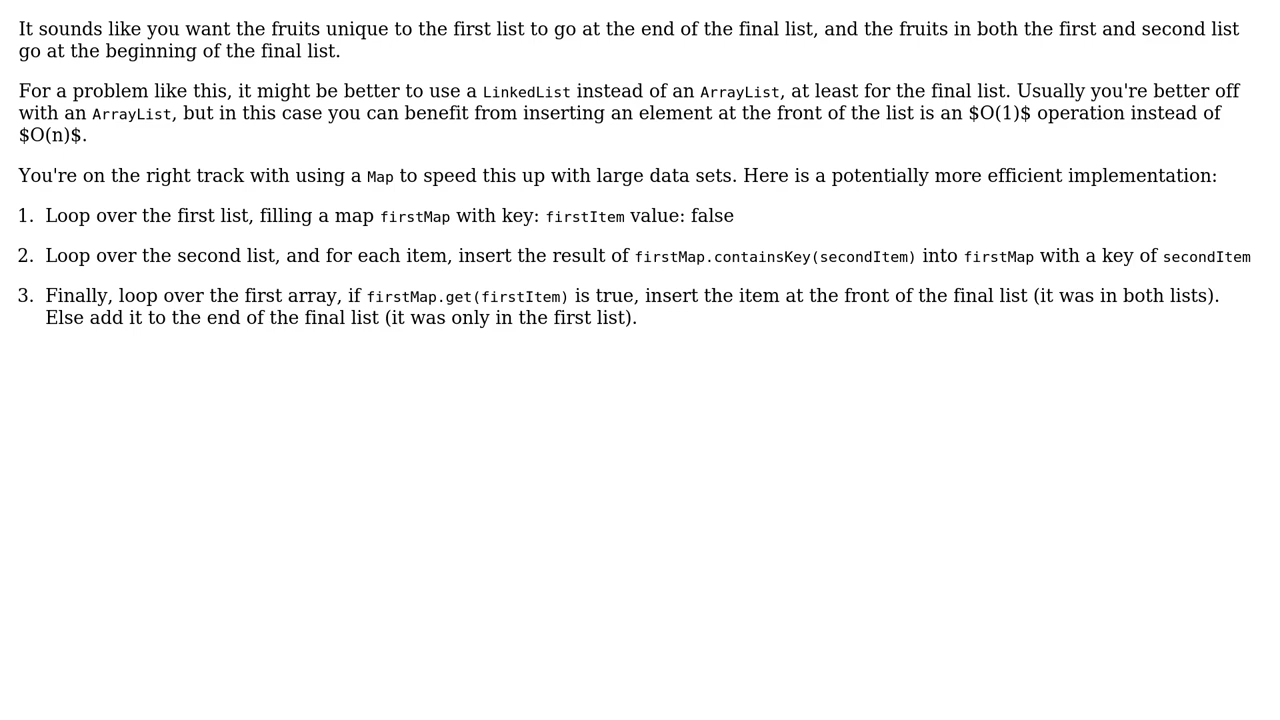 It sounds like you want the fruits unique to the first list to go at the end of the final list, and the fruits in both the first and second list
go at the beginning of the final list.
For a problem like this, it might be better to use a LinkedList instead of an ArrayList, at least for the final list. Usually you're better off
with an ArrayList, but in this case you can benefit from inserting an element at the front of the list is an $O(1)$ operation instead of
$O(n)$.
You're on the right track with using a Map to speed this up with large data sets. Here is a potentially more efficient implementation:
1. Loop over the first list, filling a map firstMap with key: firstItem value: false
2. Loop over the second list, and for each item, insert the result of firstMap.containsKey(secondItem) into firstMap with a key of secondItem
3. Finally, loop over the first array, if firstMap.get(firstItem) is true, insert the item at the front of the final list (it was in both lists).
Else add it to the end of the final list (it was only in the first list).